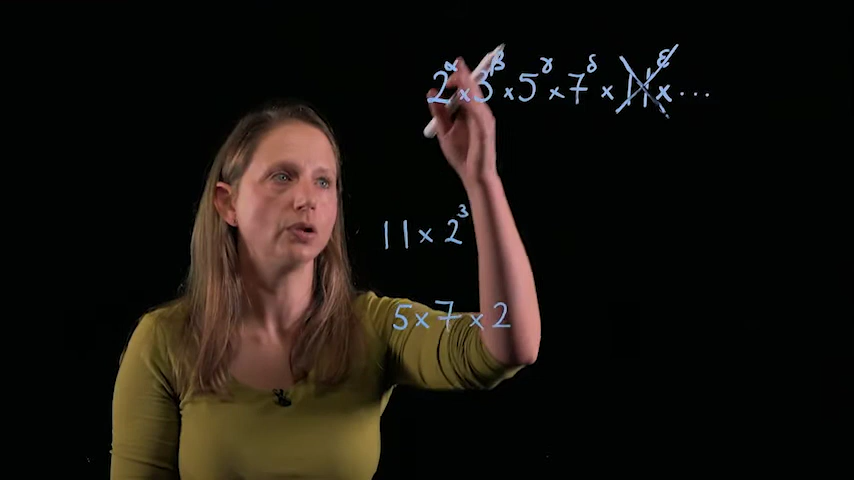 2^α × 3^β × 5^γ × 7^δ × 11^ε × ...
11 × 2^3
5 × 7 × 2